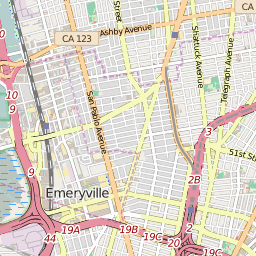 CA
Street
Ashby Avenue
CA 123
Shattuck Avenue
Telegraph Avenue
10
9
San Pablo Avenue
3
51st St
Emeryville
2B
2
19A
19B
19C
19C
44
20